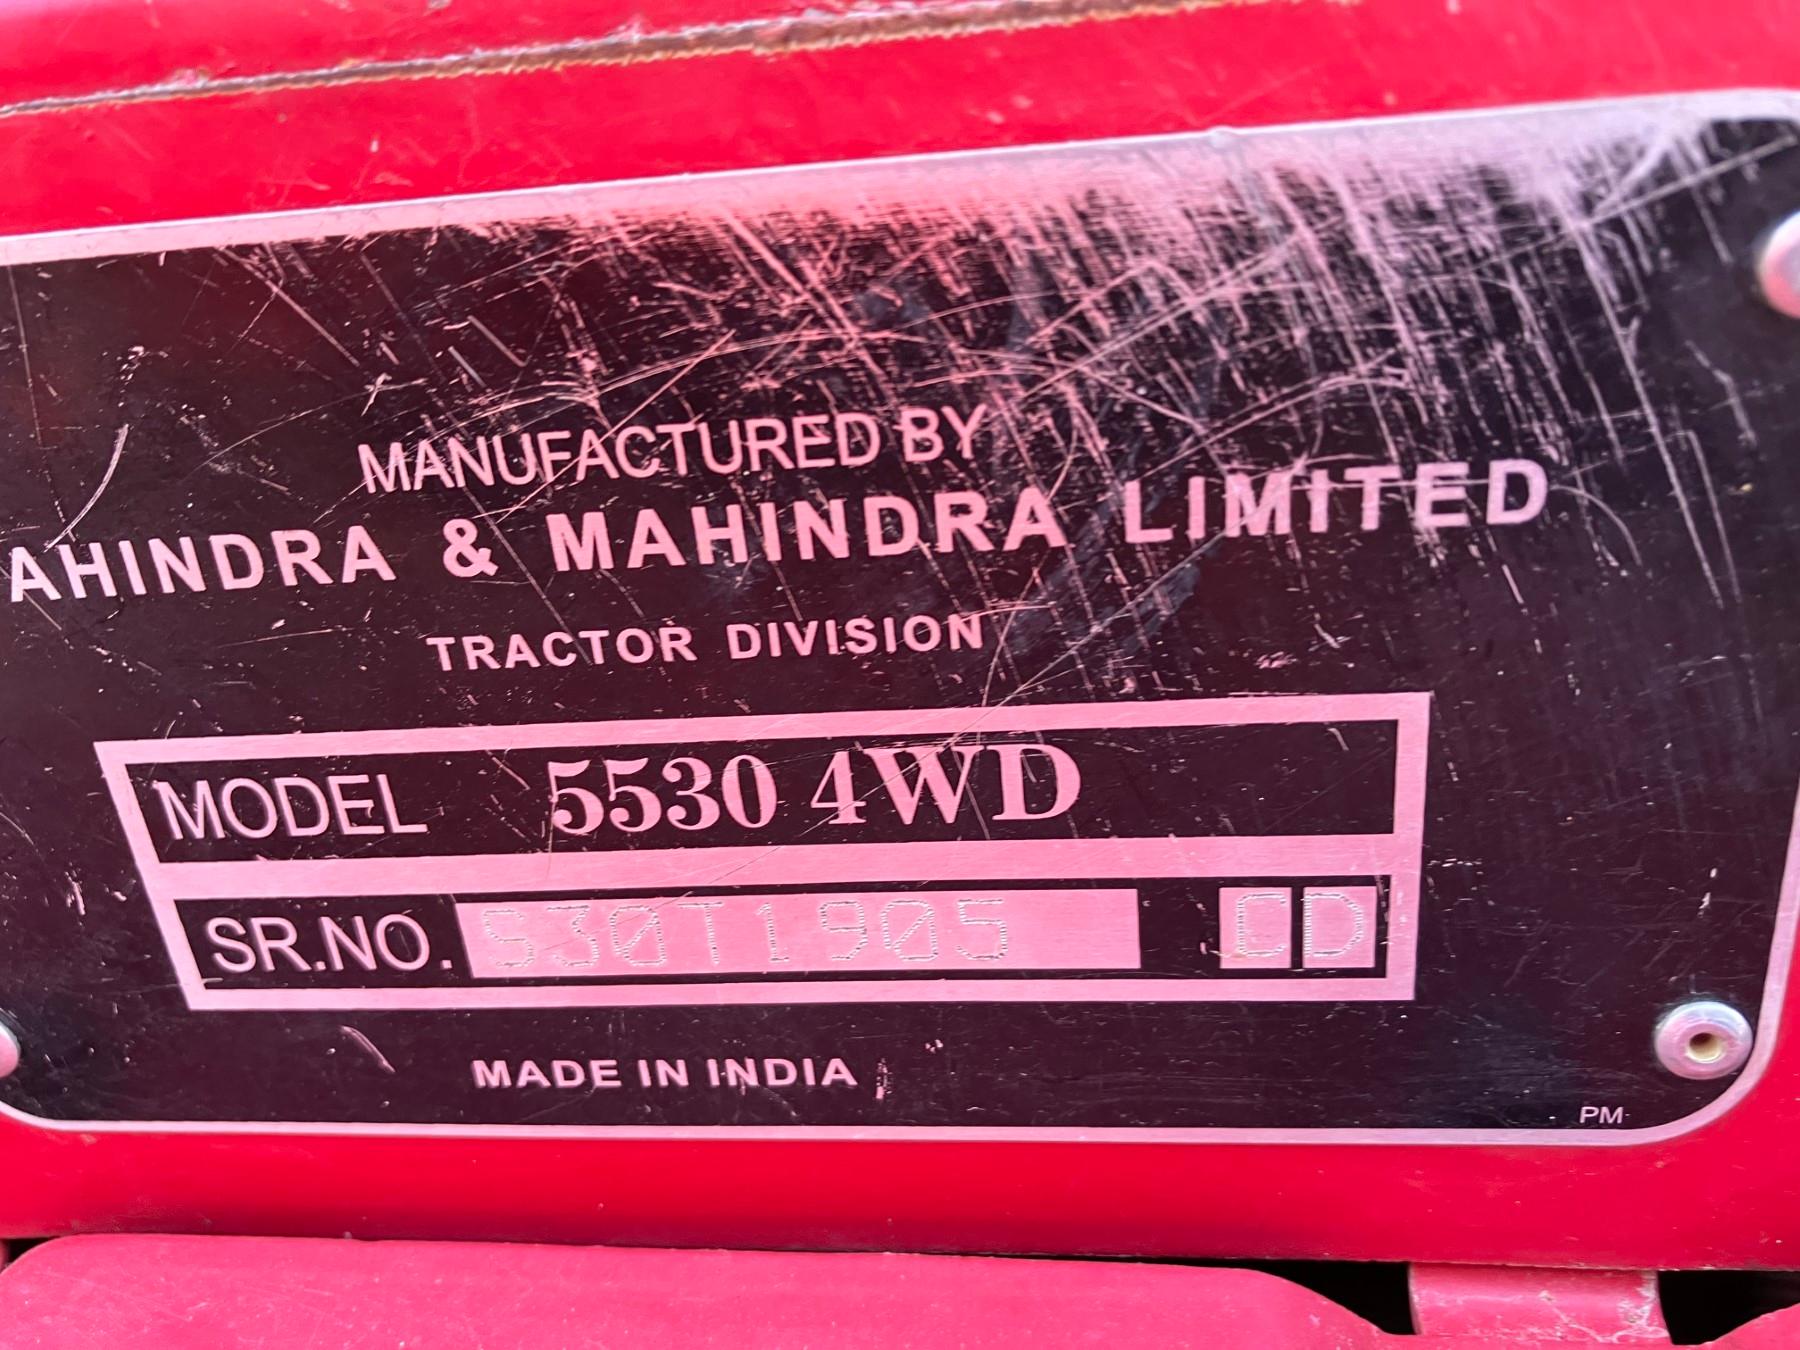 MANUFACTURED BY
AHINDRA & MAHINDRA LIMITED
TRACTOR DIVISION
MODEL 5530 4WD
SR.NO. S30T1905 CD
MADE IN INDIA
PM